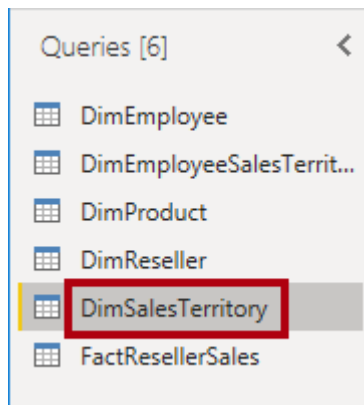 Queries [6]
DimEmployee
DimEmployeeSalesTerrit...
DimProduct
DimReseller
DimSalesTerritory
FactResellerSales